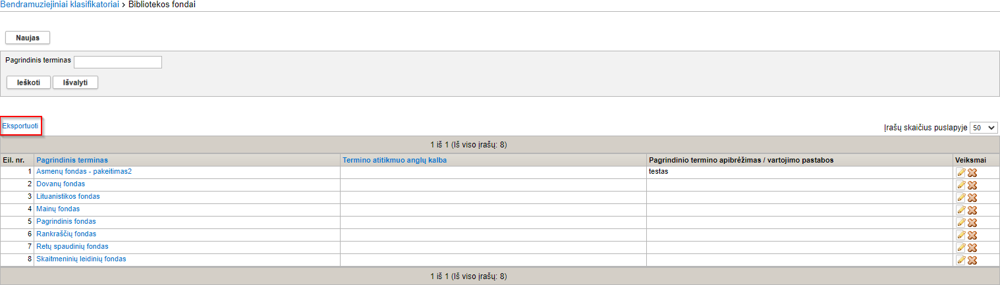 Bendramuziejiniai klasifikatoriai > Bibliotekos fondai
Naujas
Pagrindinis terminas
Ieškoti Išvalyti
Eksportuoti
Įrašų skaičius puslapyje 50
1 iš 1 (Iš viso įrašų: 8)
Eil. nr. Pagrindinis terminas Termino atitikmuo anglų kalba Pagrindinio termino apibrėžimas / vartojimo pastabos Veiksmai
1 Asmenų fondas - pakeitimas2 testas
2 Dovanų fondas
3 Lituanistikos fondas
4 Mainų fondas
5 Pagrindinis fondas
6 Rankraščių fondas
7 Retų spaudinių fondas
8 Skaitmeninių leidinių fondas
1 iš 1 (Iš viso įrašų: 8)